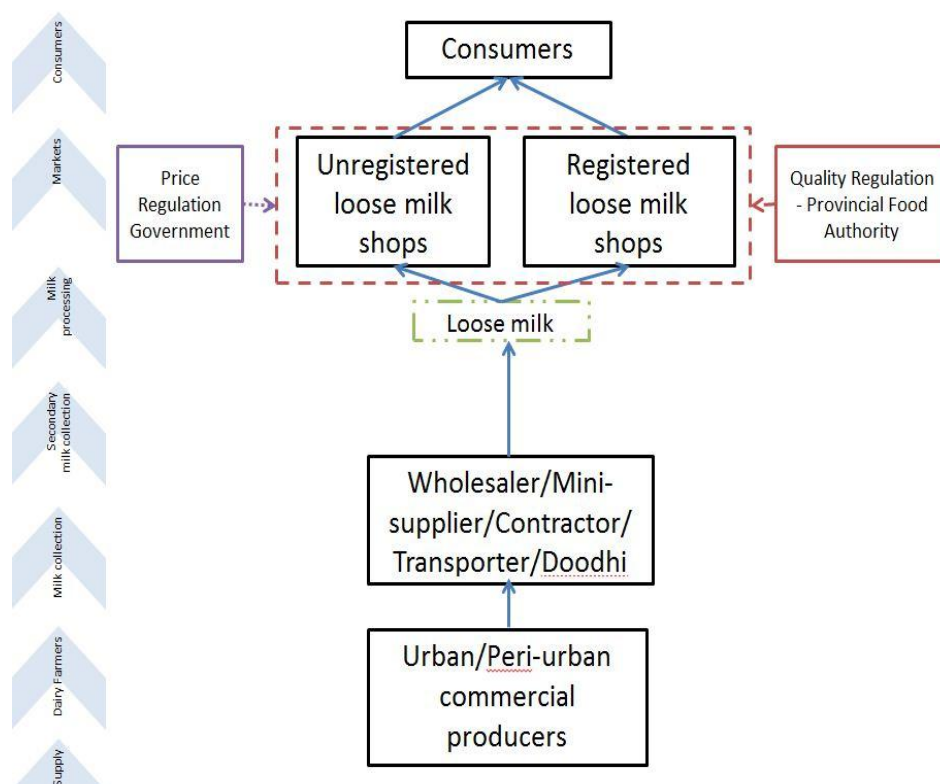 Consumers
Consumers
Markets
Price
Regulation
Government
Unregistered
loose milk
shops
Registered
loose milk
shops
Quality Regulation
- Provincial Food
Authority
Milk
processing
Loose milk
Secondary
milk collection
Wholesaler/Mini-
supplier/Contractor/
Transporter/Doodhi
Milk collection
Urban/Peri-urban
commercial
producers
Dairy Farmers
Supply